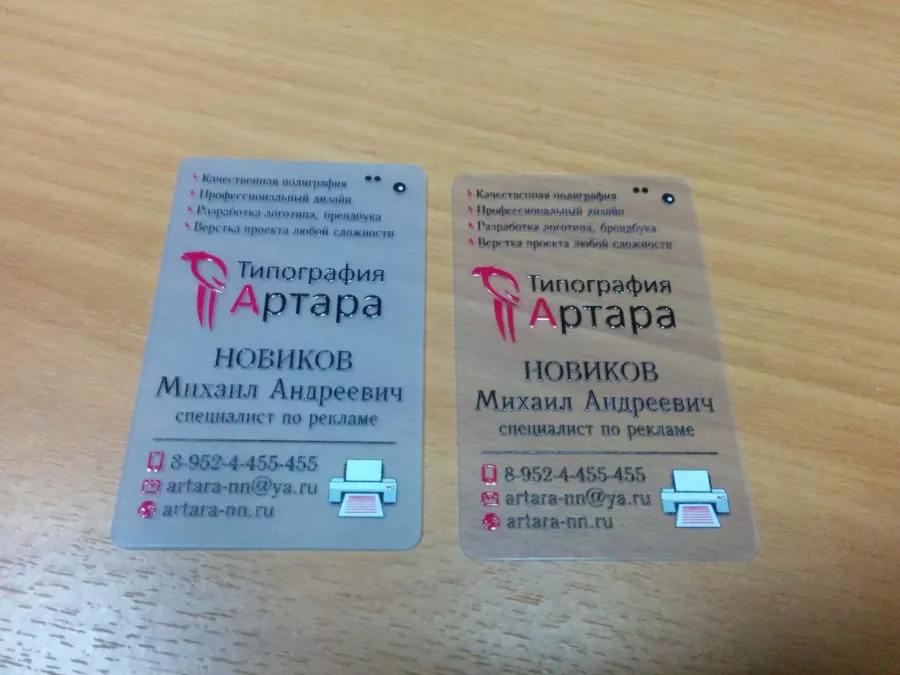 Качественная полиграфия
Профессиональный дизайн
Разработка логотипа, брендбука
Верстка проекта любой сложности
Типография
Артара
НОВИКОВ
Михаил Андреевич
специалист по рекламе
8-952-4-455-455
artara-nn@ya.ru
artara-nn.ru
Качественная полиграфия
Профессиональный дизайн
Разработка логотипа, брендбука
Верстка проекта любой сложности
Типография
Артара
НОВИКОВ
Михаил Андреевич
специалист по рекламе
8-952-4-455-455
artara-nn@ya.ru
artara-nn.ru